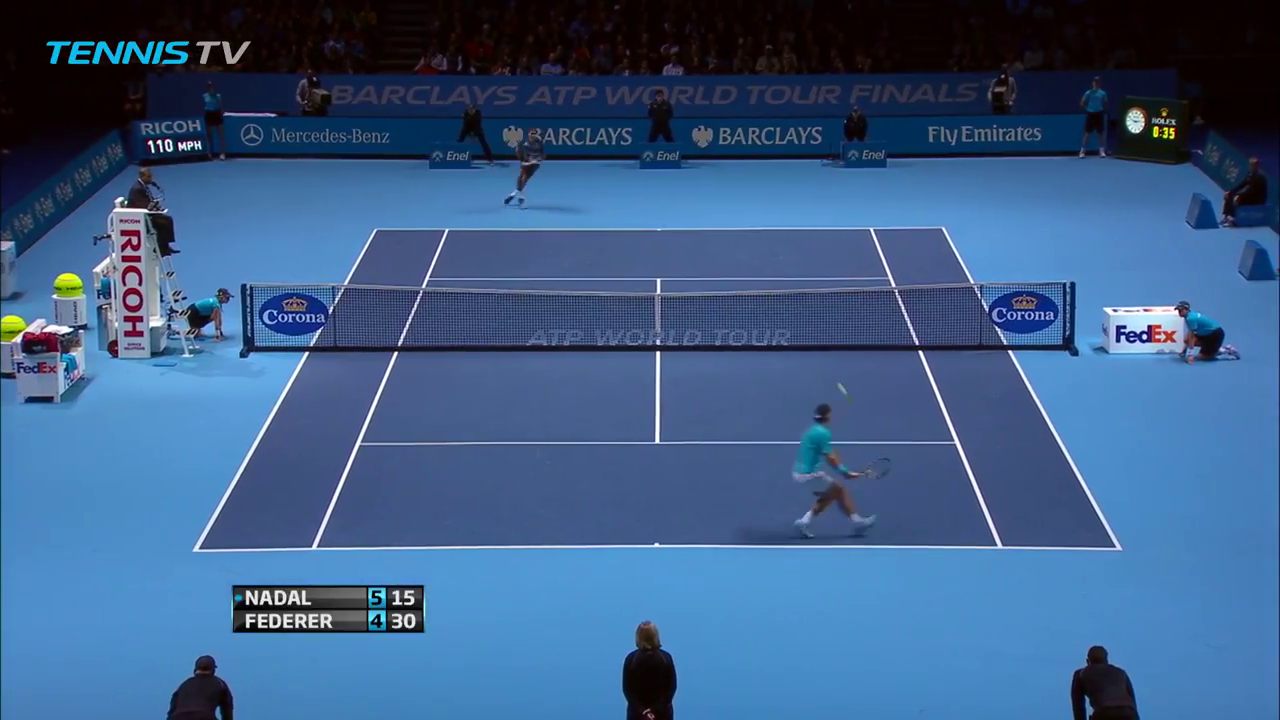 TENNIS TV
BARCLAYS ATP WORLD TOUR FINALS
RICOH
110 MPH
Mercedes-Benz
BARCLAYS
BARCLAYS
Fly Emirates
ROLEX
0:35
Enel
Enel
Enel
RICOH
RICOH
Corona
Corona
ATP WORLD TOUR
FedEx
FedEx
NADAL 5 15
FEDERER 4 30